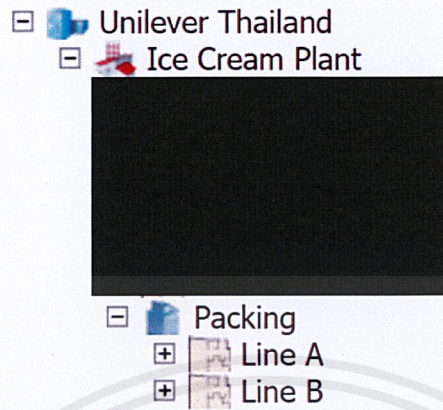 Unilever Thailand
Ice Cream Plant
Packing
Line A
Line B